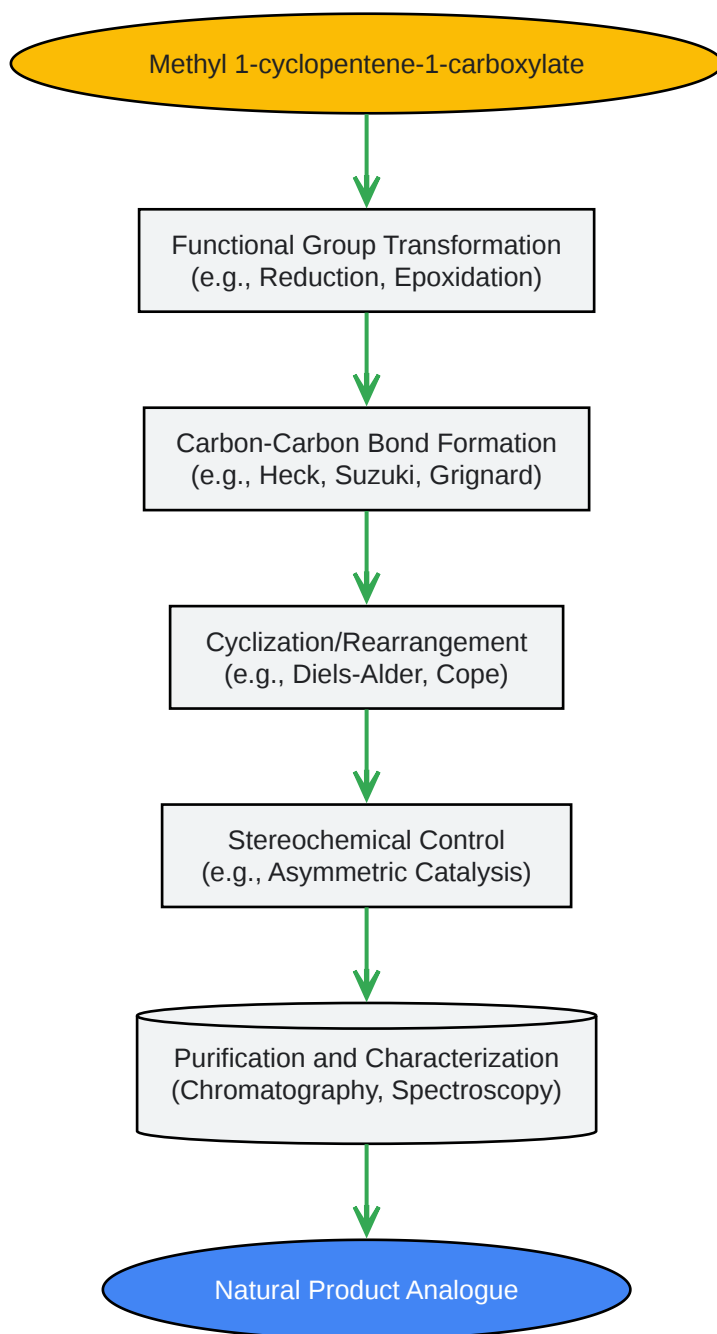 Methyl 1-cyclopentene-1-carboxylate
Functional Group Transformation
(e.g., Reduction, Epoxidation)
Carbon-Carbon Bond Formation
(e.g., Heck, Suzuki, Grignard)
Cyclization/Rearrangement
(e.g., Diels-Alder, Cope)
Stereochemical Control
(e.g., Asymmetric Catalysis)
Purification and Characterization
(Chromatography, Spectroscopy)
Natural Product Analogue